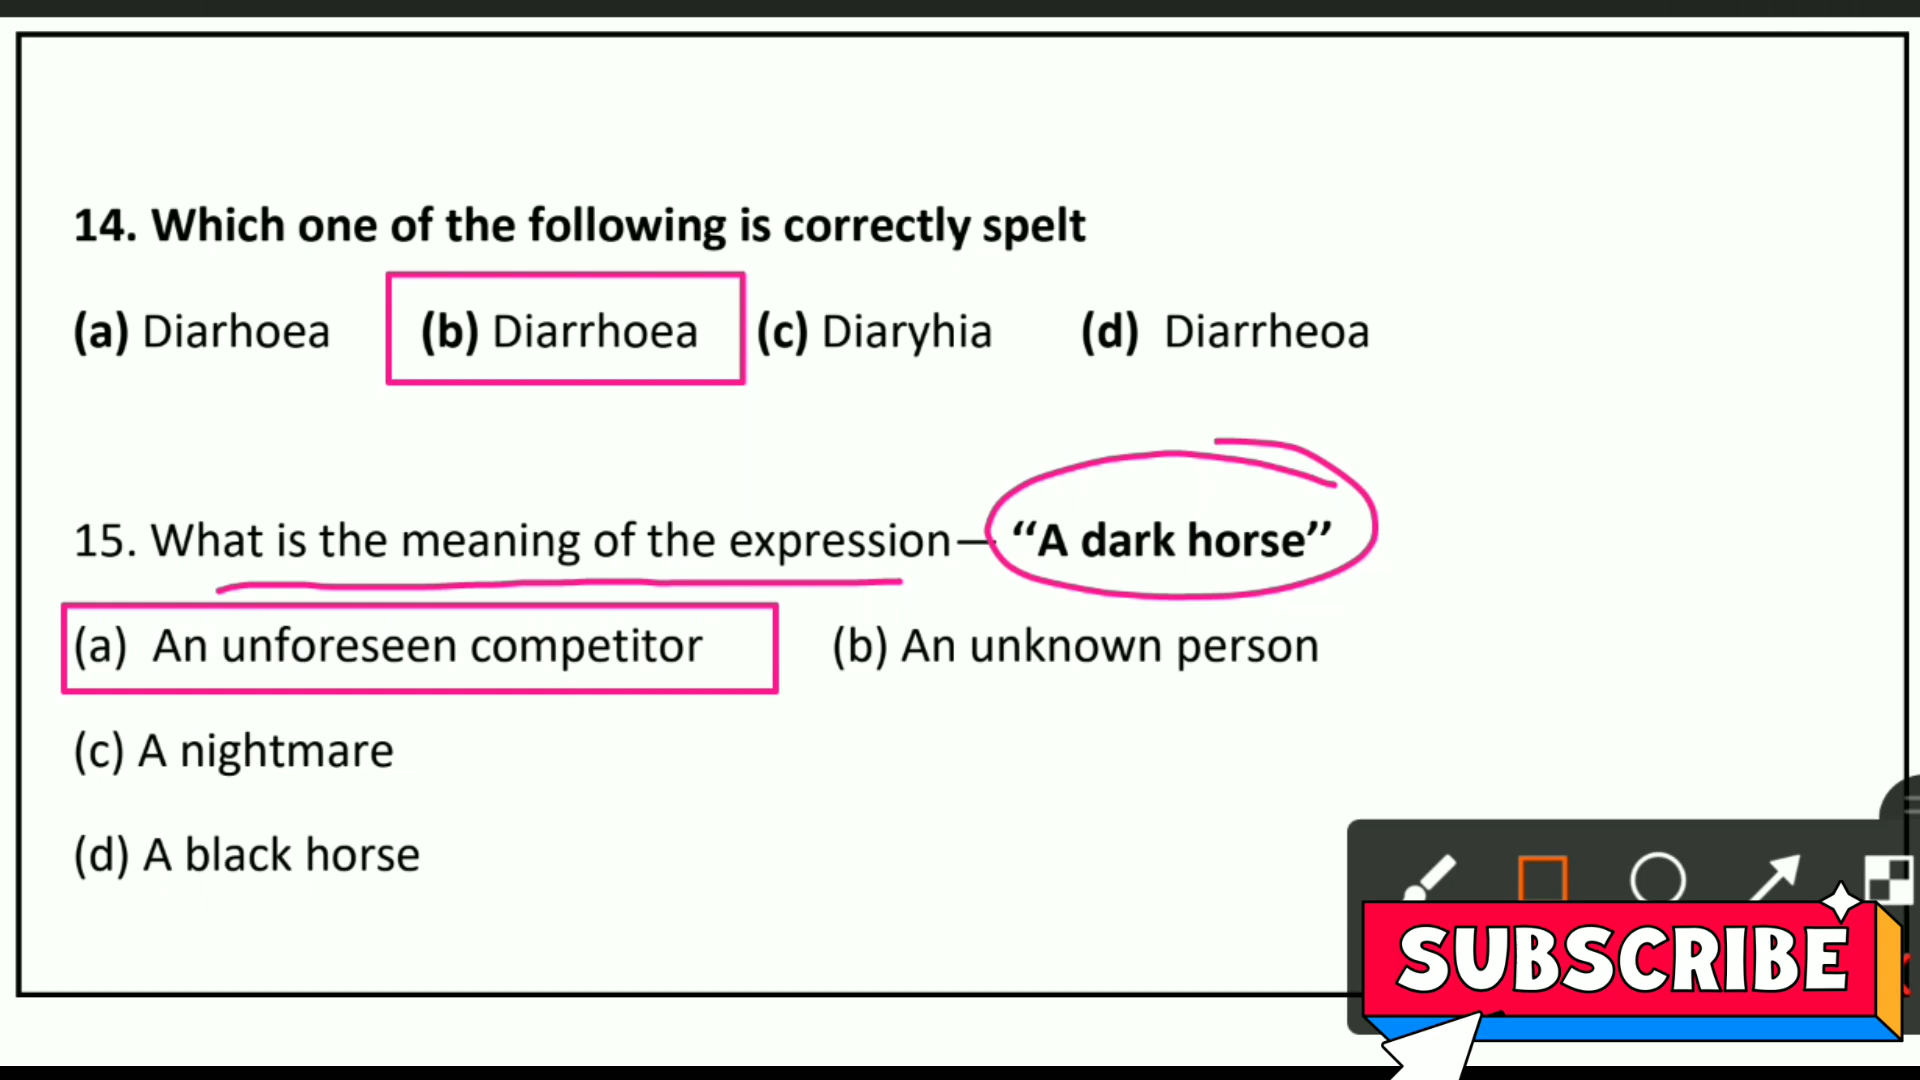 14. Which one of the following is correctly spelt
(a) Diarhoea (b) Diarrhoea (c) Diaryhia (d) Diarrheoa
15. What is the meaning of the expression— “A dark horse”
(a) An unforeseen competitor (b) An unknown person
(c) A nightmare
(d) A black horse
SUBSCRIBE